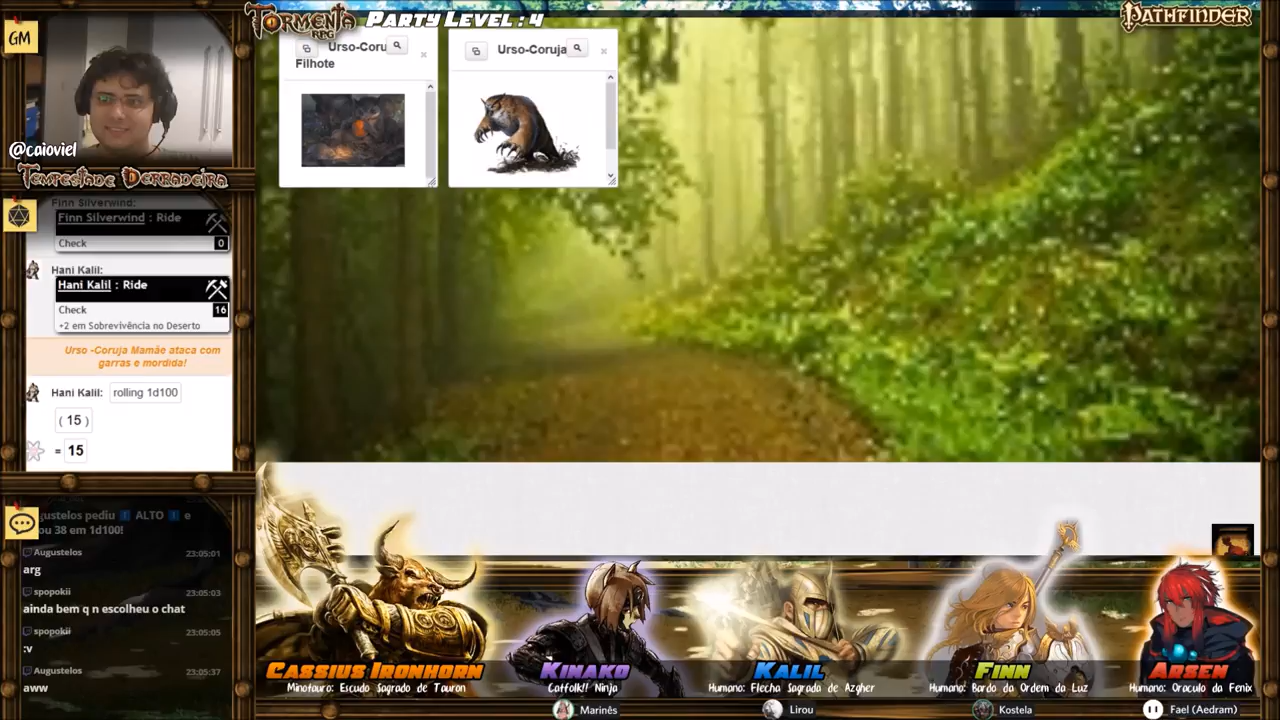 GM
@caioviel
Tempestade Derradeira
Tormenta RPG
Party Level : 4
Pathfinder
Urso-Coru
Filhote
Urso-Coruja
Finn Silverwind:
Finn Silverwind : Ride
Check 0
Hani Kalil:
Hani Kalil : Ride
Check 16
+2 em Sobrevivência no Deserto
Urso -Coruja Mamãe ataca com
garras e mordida!
Hani Kalil: rolling 1d100
( 15 )
= 15
gustelos pediu ALTO e
ou 38 em 1d100!
Augustelos 23:05:01
arg
spopokii 23:05:03
ainda bem q n escolheu o chat
spopokii 23:05:05
:v
Augustelos 23:05:37
aww
Cassius Ironhorn
Minotauro: Escudo Sagrado de Tauron
Kinako
Catfolk!! Ninja
Marinês
Kalil
Humano: Flecha Sagrada de Azgher
Lirou
Finn
Humano: Bardo da Ordem da Luz
Kostela
Arsen
Humano: Oraculo da Fenix
Fael (Aedram)